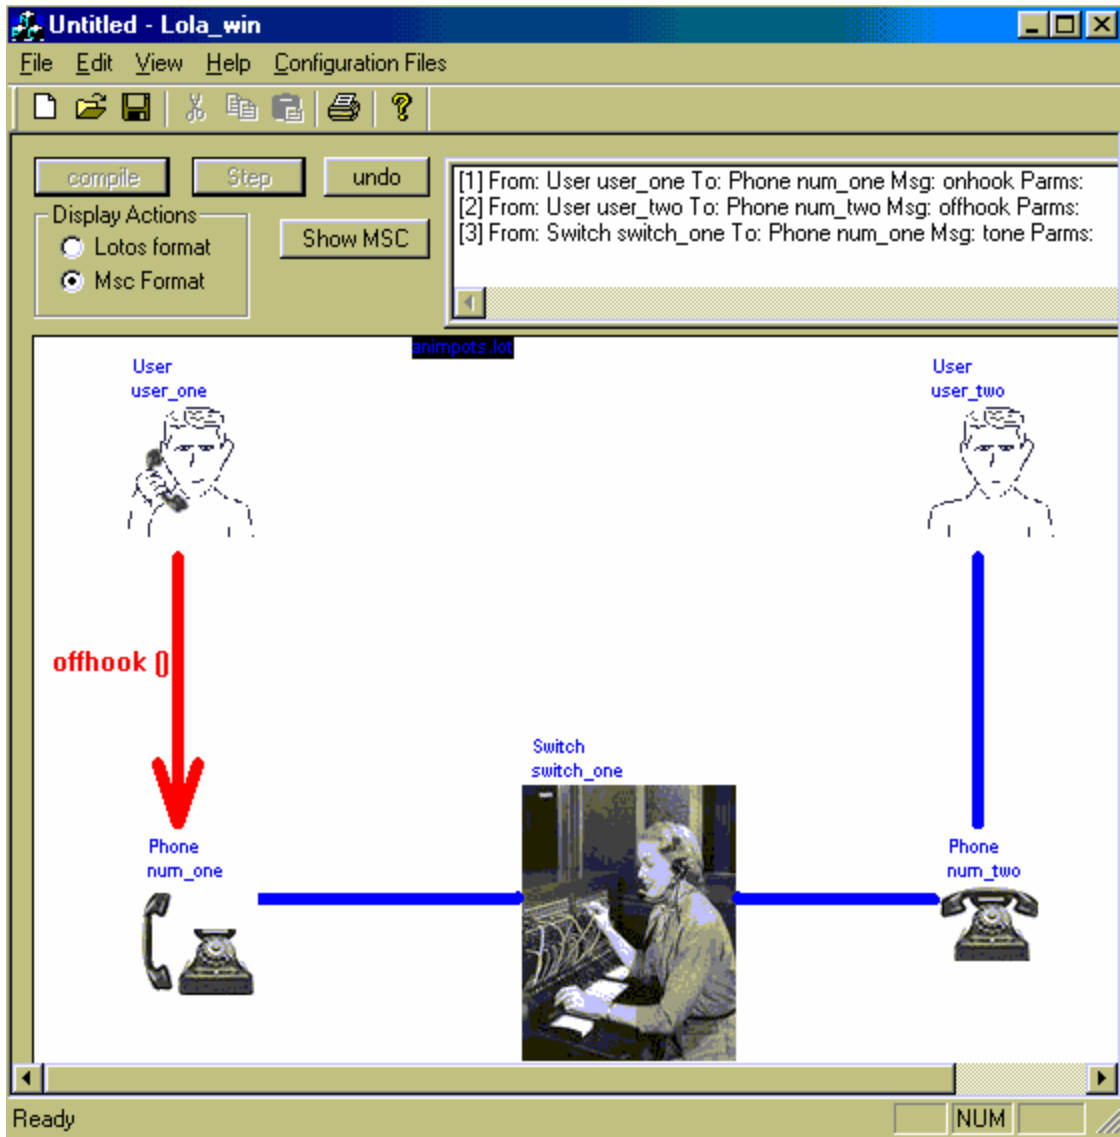 Untitled - Lola_win
File Edit View Help Configuration Files
compile Step undo
Display Actions
Lotos format
Msc Format
Show MSC
[1] From: User user_one To: Phone num_one Msg: onhook Parms:
[2] From: User user_two To: Phone num_two Msg: offhook Parms:
[3] From: Switch switch_one To: Phone num_one Msg: tone Parms:
animpots.lot
User
user_one
User
user_two
offhook ()
Switch
switch_one
Phone
num_one
Phone
num_two
Ready NUM